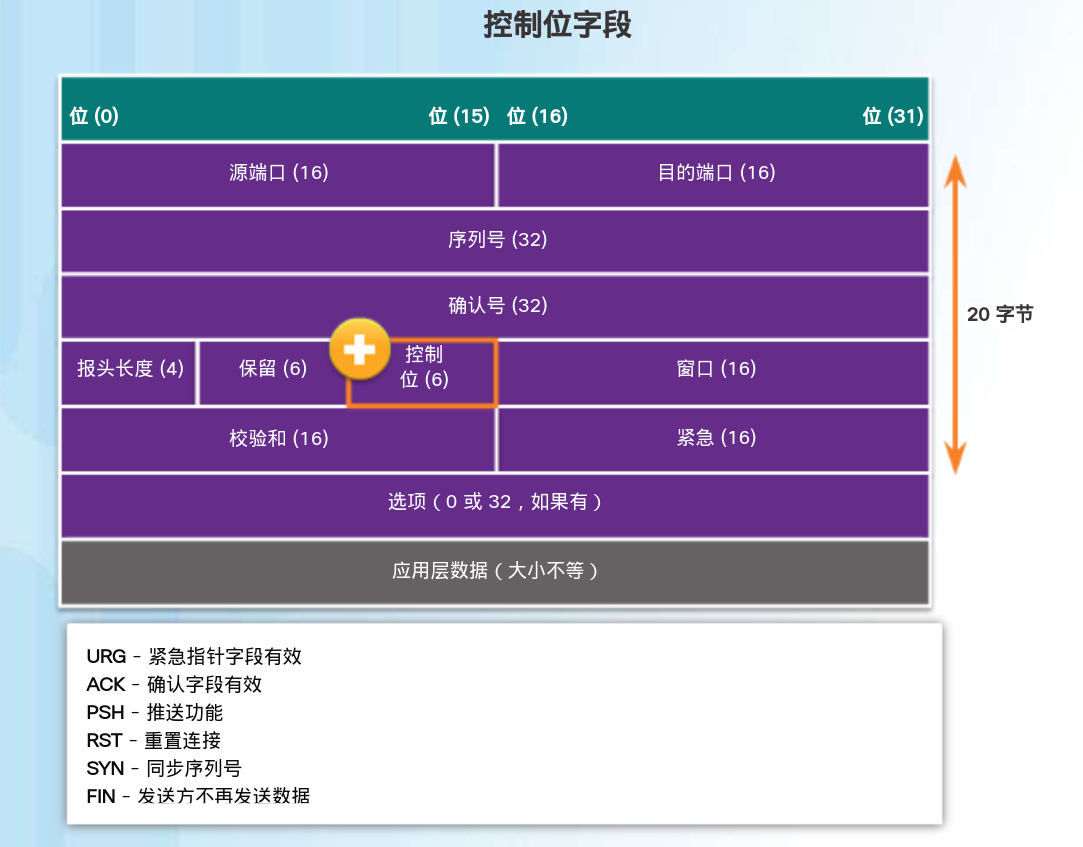 控制位字段
位 (0) 位 (15) 位 (16) 位 (31)
源端口 (16) 目的端口 (16)
序列号 (32)
确认号 (32)
20 字节
报头长度 (4) 保留 (6) 控制
位 (6) 窗口 (16)
校验和 (16) 紧急 (16)
选项（0 或 32，如果有）
应用层数据（大小不等）
URG - 紧急指针字段有效
ACK - 确认字段有效
PSH - 推送功能
RST - 重置连接
SYN - 同步序列号
FIN - 发送方不再发送数据